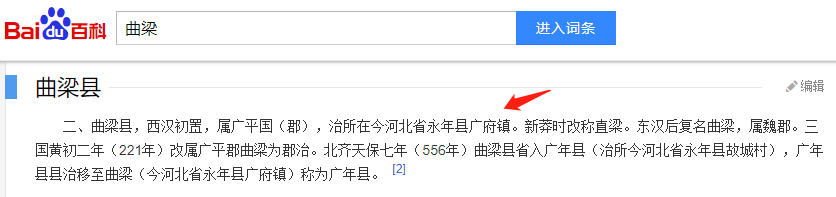 Bai du 百科
曲梁
进入词条
曲梁县
编辑
二、曲梁县，西汉初置，属广平国（郡），治所在今河北省永年县广府镇。新莽时改称直梁。东汉后复名曲梁，属魏郡。三
国黄初二年（221年）改属广平郡曲梁为郡治。北齐天保七年（556年）曲梁县省入广年县（治所今河北省永年县故城村），广年
县县治移至曲梁（今河北省永年县广府镇）称为广年县。 [2]